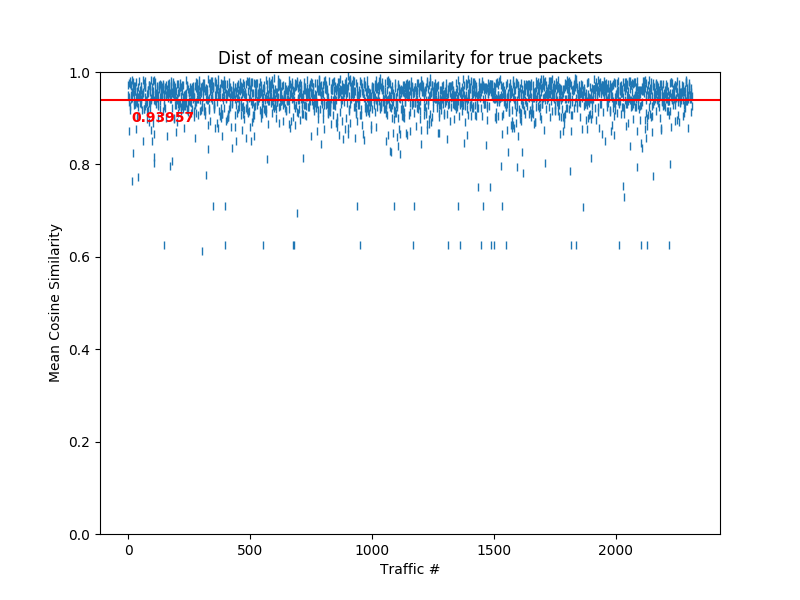 Dist of mean cosine similarity for true packets
1.0
0.93957
0.8
0.6
0.4
0.2
0.0
Mean Cosine Similarity
0 500 1000 1500 2000
Traffic #